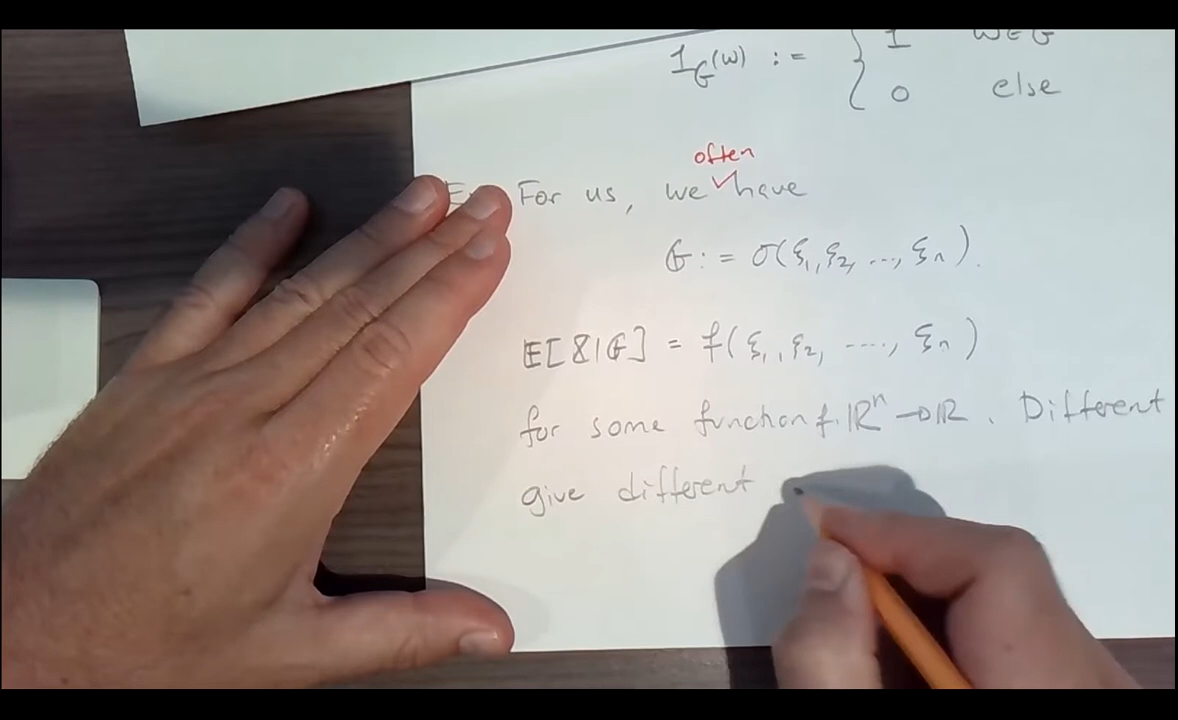 1_G(ω) := { 1 ω∈G
0 else
often
Ex For us, we ✓ have
G := σ(ξ₁, ξ₂, ..., ξₙ).
E[Z|G] = f(ξ₁, ξ₂, ...., ξₙ)
for some function f: ℝⁿ → ℝ. Different
give different